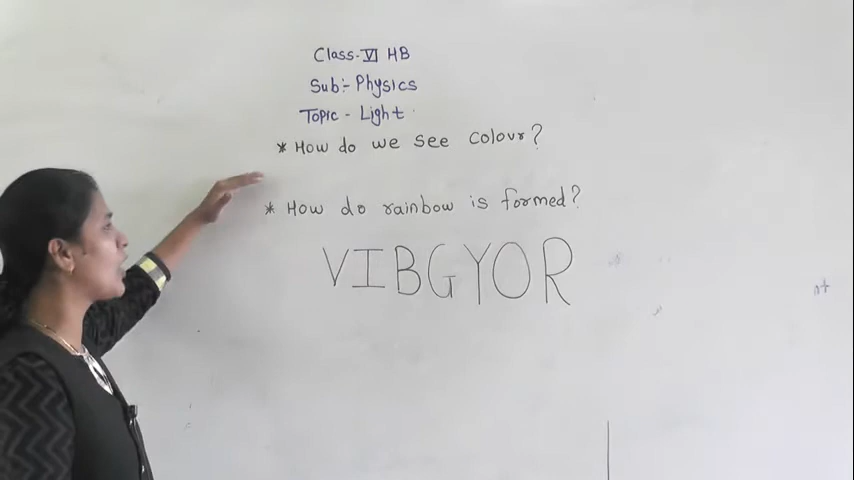 Class-VI HB
Sub:- Physics
Topic - Light
* How do we see colour?
* How do rainbow is formed?
VIBGYOR